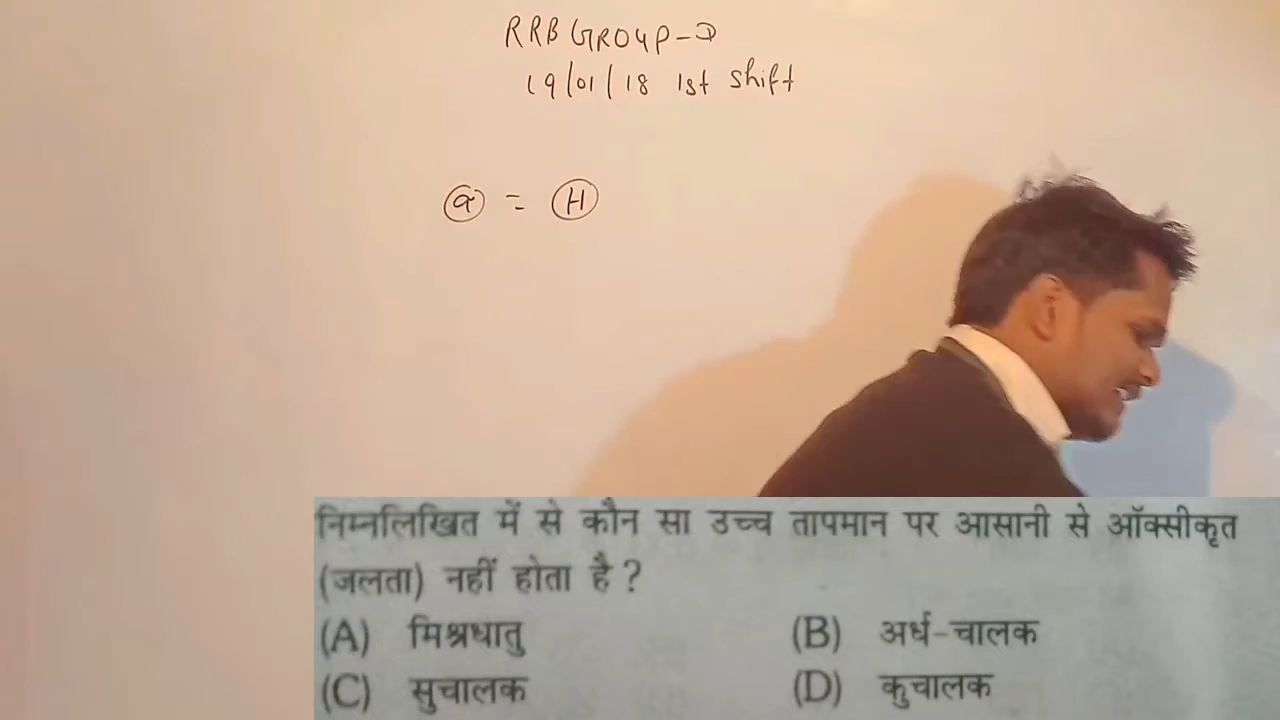 RRB GROUP-D
19/01/18 1st shift
G = H
निम्नलिखित में से कौन सा उच्च तापमान पर आसानी से ऑक्सीकृत
(जलता) नहीं होता है ?
(A) मिश्रधातु (B) अर्ध-चालक
(C) सुचालक (D) कुचालक